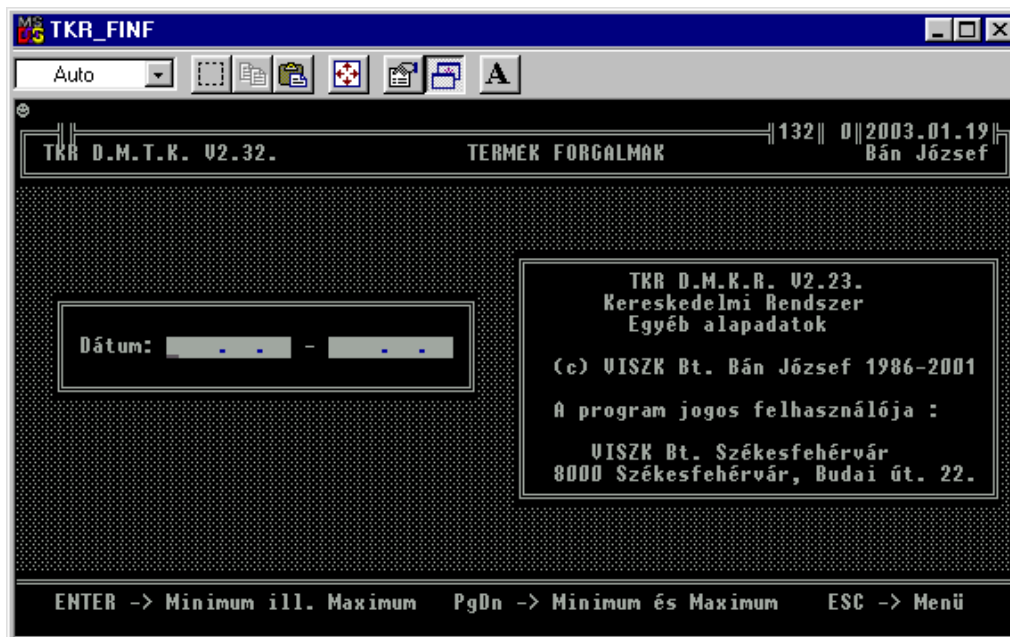 TKR_FINF
Auto
A
132 0 2003.01.19
TKR D.M.T.K. V2.32. TERMÉK FORGALMAK Bán József
TKR D.M.K.R. V2.23.
Kereskedelmi Rendszer
Egyéb alapadatok
Dátum: _ . . - . .
(c) VISZK Bt. Bán József 1986-2001
A program jogos felhasználója :
VISZK Bt. Székesfehérvár
8000 Székesfehérvár, Budai út. 22.
ENTER -> Minimum ill. Maximum PgDn -> Minimum és Maximum ESC -> Menü